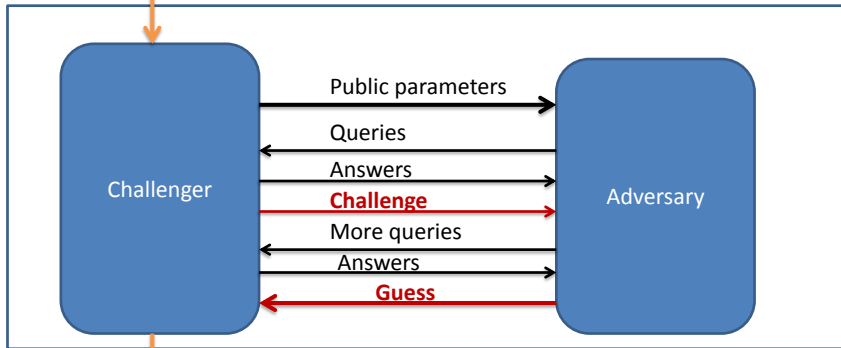 Public parameters
Queries
Answers
Challenger
Challenge
Adversary
More queries
Answers
Guess